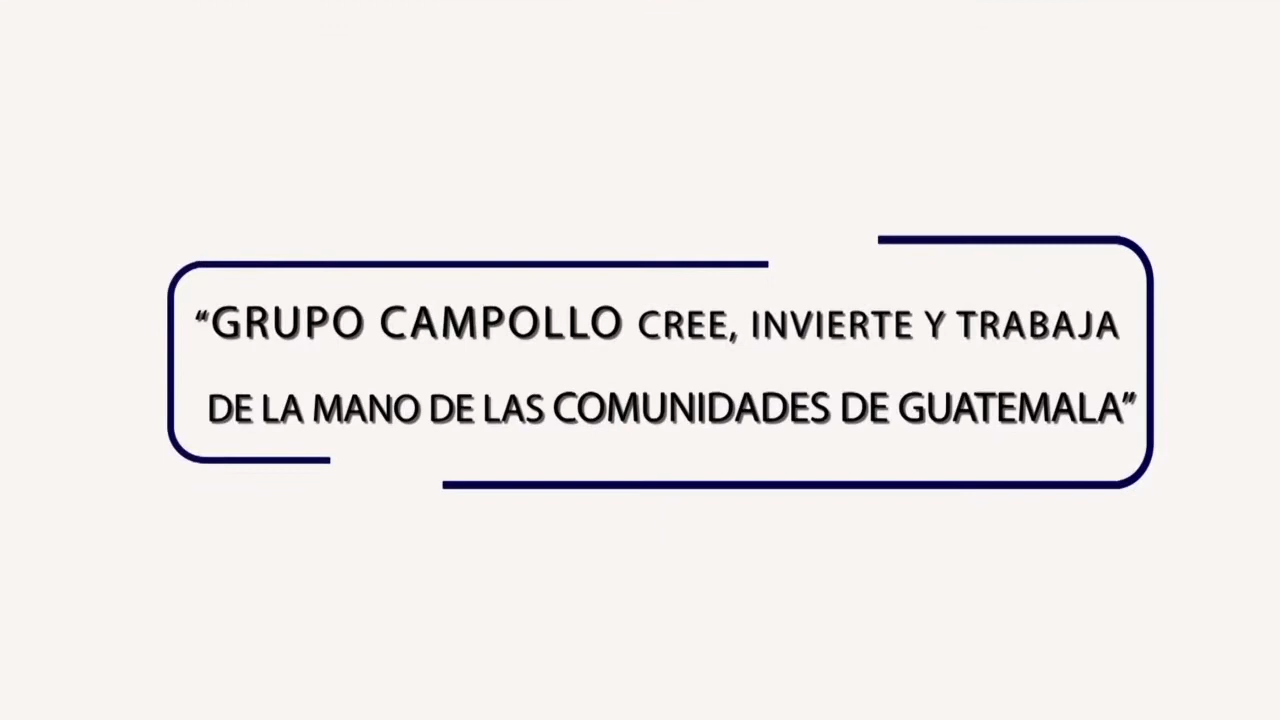 “GRUPO CAMPOLLO CREE, INVIERTE Y TRABAJA
DE LA MANO DE LAS COMUNIDADES DE GUATEMALA”